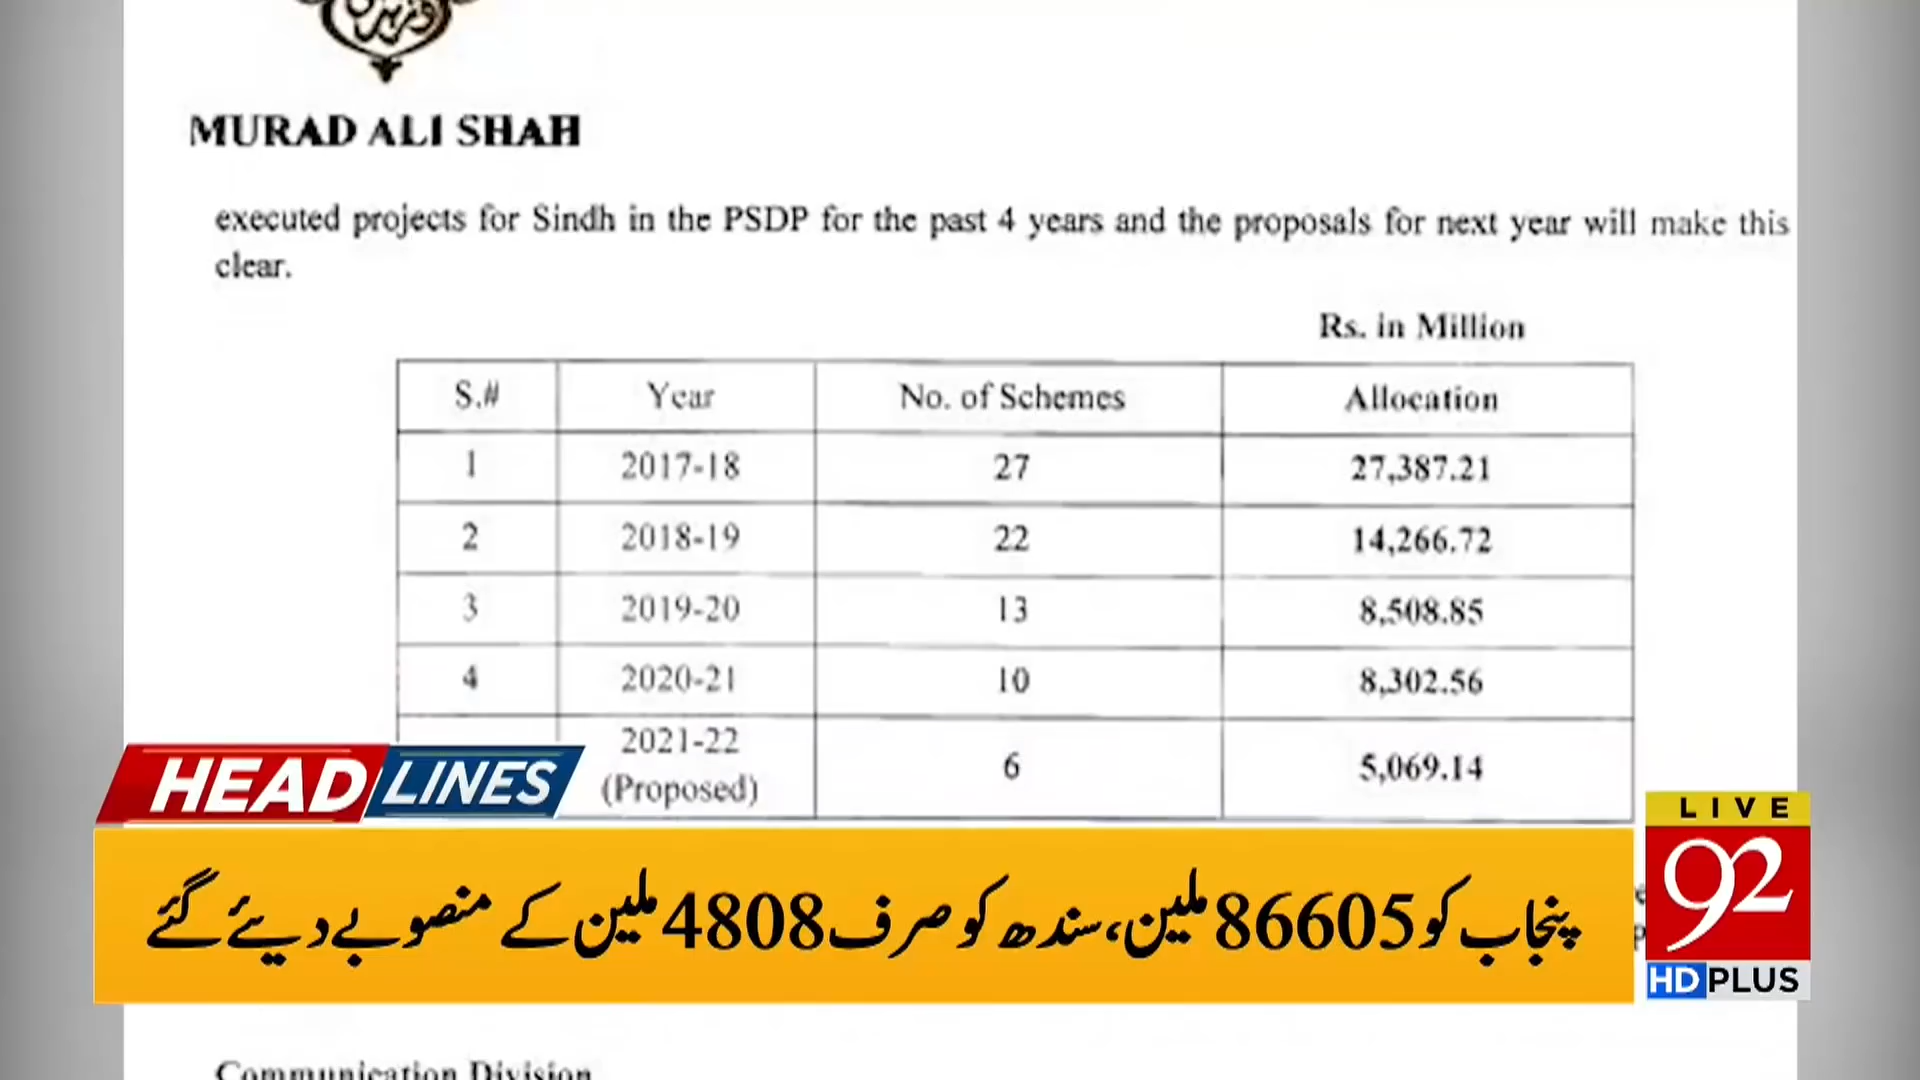 MURAD ALI SHAH
executed projects for Sindh in the PSDP for the past 4 years and the proposals for next year will make this
clear.
Rs. in Million
S.# Year No. of Schemes Allocation
1 2017-18 27 27,387.21
2 2018-19 22 14,266.72
3 2019-20 13 8,508.85
4 2020-21 10 8,302.56
2021-22 (Proposed) 6 5,069.14
HEADLINES
LIVE
92
HD PLUS
پنجاب کو 86605 ملین، سندھ کو صرف 4808 ملین کے منصوبے دیئے گئے
Communication Division